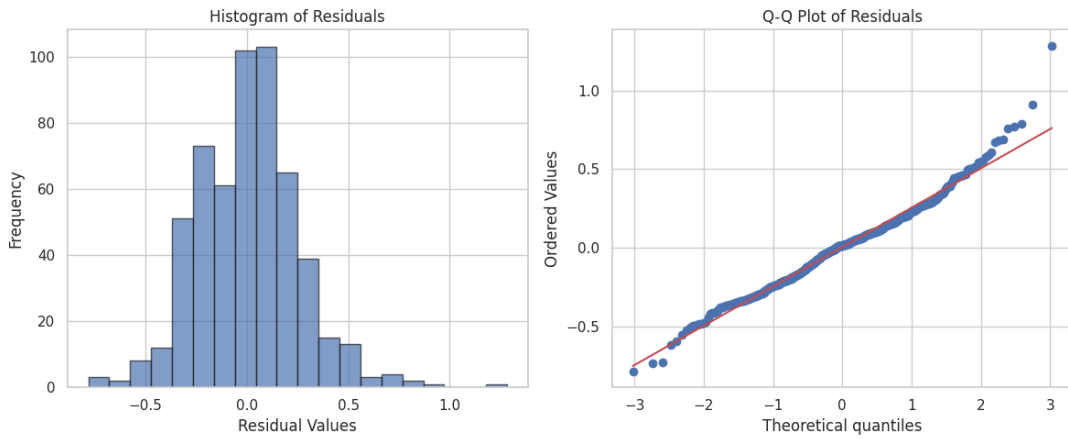 Histogram of Residuals
100
80
60
40
20
0
Frequency
−0.5 0.0 0.5 1.0
Residual Values
Q-Q Plot of Residuals
1.0
0.5
0.0
−0.5
Ordered Values
−3 −2 −1 0 1 2 3
Theoretical quantiles